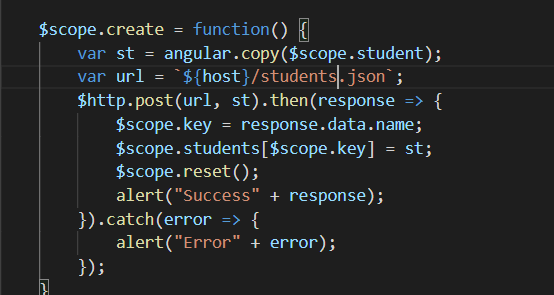 $scope.create = function() {
var st = angular.copy($scope.student);
var url = `${host}/students.json`;
$http.post(url, st).then(response => {
$scope.key = response.data.name;
$scope.students[$scope.key] = st;
$scope.reset();
alert("Success" + response);
}).catch(error => {
alert("Error" + error);
});
}